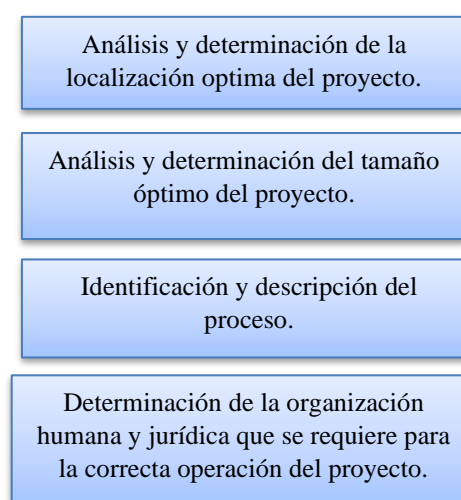 Análisis y determinación de la
localización optima del proyecto.
Análisis y determinación del tamaño
óptimo del proyecto.
Identificación y descripción del
proceso.
Determinación de la organización
humana y jurídica que se requiere para
la correcta operación del proyecto.